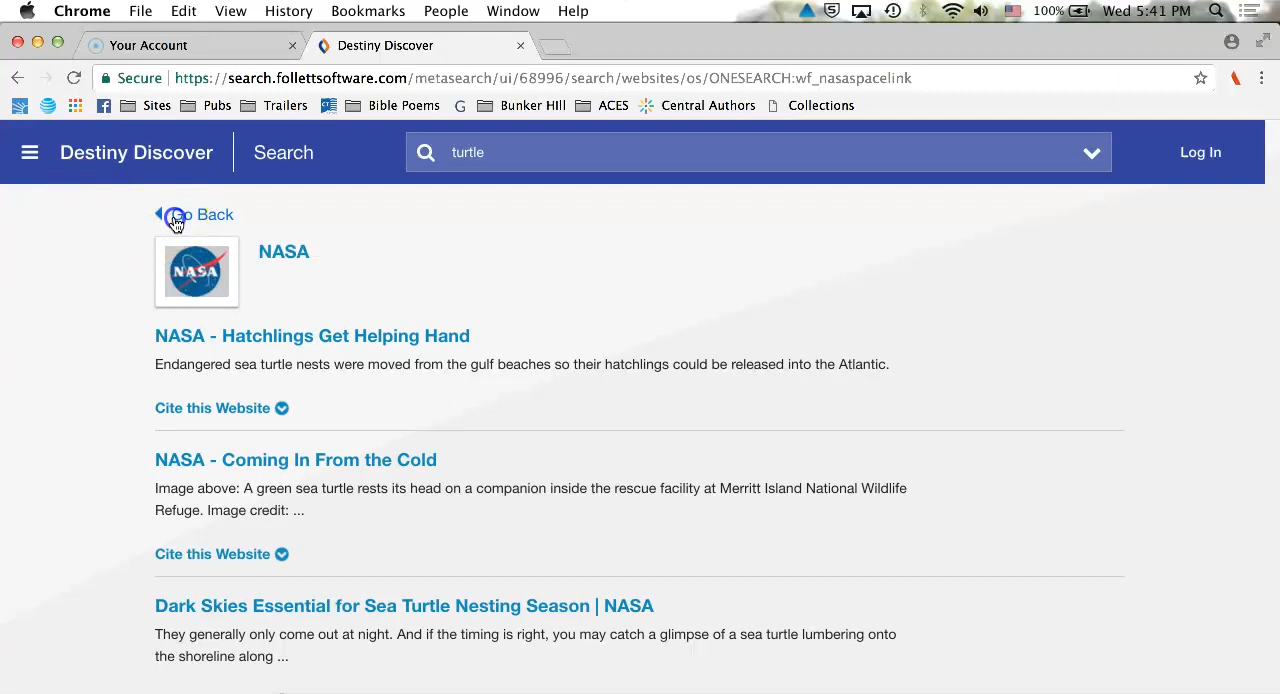 Chrome File Edit View History Bookmarks People Window Help 100% Wed 5:41 PM
Your Account × Destiny Discover ×
Secure https://search.follettsoftware.com/metasearch/ui/68996/search/websites/os/ONESEARCH:wf_nasaspacelink
Sites Pubs Trailers Bible Poems G Bunker HIll ACES Central Authors Collections
Destiny Discover Search turtle Log In
Go Back
NASA
NASA
NASA - Hatchlings Get Helping Hand
Endangered sea turtle nests were moved from the gulf beaches so their hatchlings could be released into the Atlantic.
Cite this Website
NASA - Coming In From the Cold
Image above: A green sea turtle rests its head on a companion inside the rescue facility at Merritt Island National Wildlife
Refuge. Image credit: ...
Cite this Website
Dark Skies Essential for Sea Turtle Nesting Season | NASA
They generally only come out at night. And if the timing is right, you may catch a glimpse of a sea turtle lumbering onto
the shoreline along ...